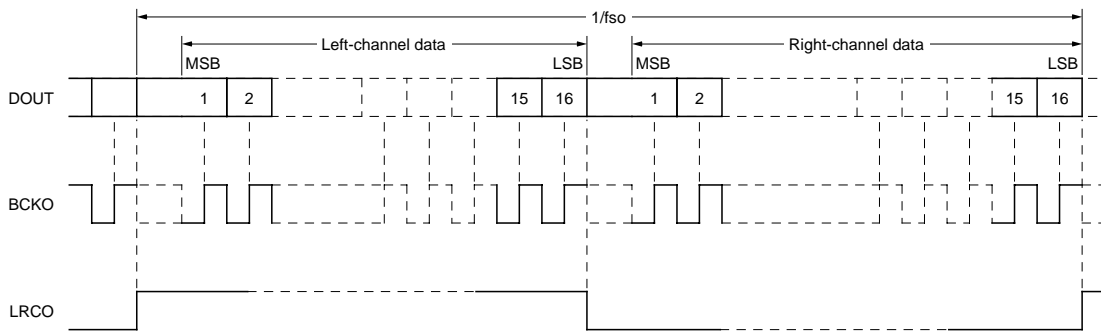 1/fso
Left-channel data Right-channel data
MSB LSB MSB LSB
DOUT 1 2 15 16 1 2 15 16
BCKO
LRCO